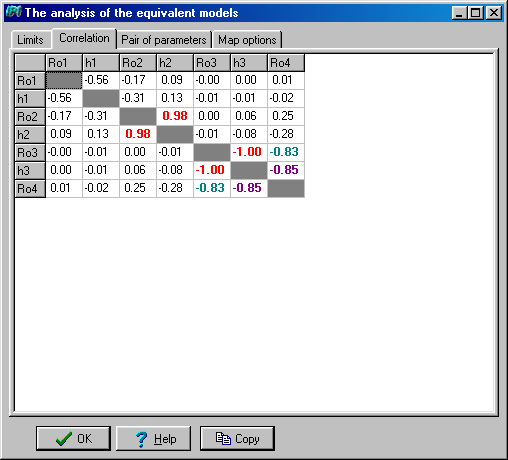 The analysis of the equivalent models
Limits Correlation Pair of parameters Map options
Ro1 h1 Ro2 h2 Ro3 h3 Ro4
Ro1 -0.56 -0.17 0.09 -0.00 0.00 0.01
h1 -0.56 -0.31 0.13 -0.01 -0.01 -0.02
Ro2 -0.17 -0.31 0.98 0.00 0.06 0.25
h2 0.09 0.13 0.98 -0.01 -0.08 -0.28
Ro3 -0.00 -0.01 0.00 -0.01 -1.00 -0.83
h3 0.00 -0.01 0.06 -0.08 -1.00 -0.85
Ro4 0.01 -0.02 0.25 -0.28 -0.83 -0.85
OK Help Copy